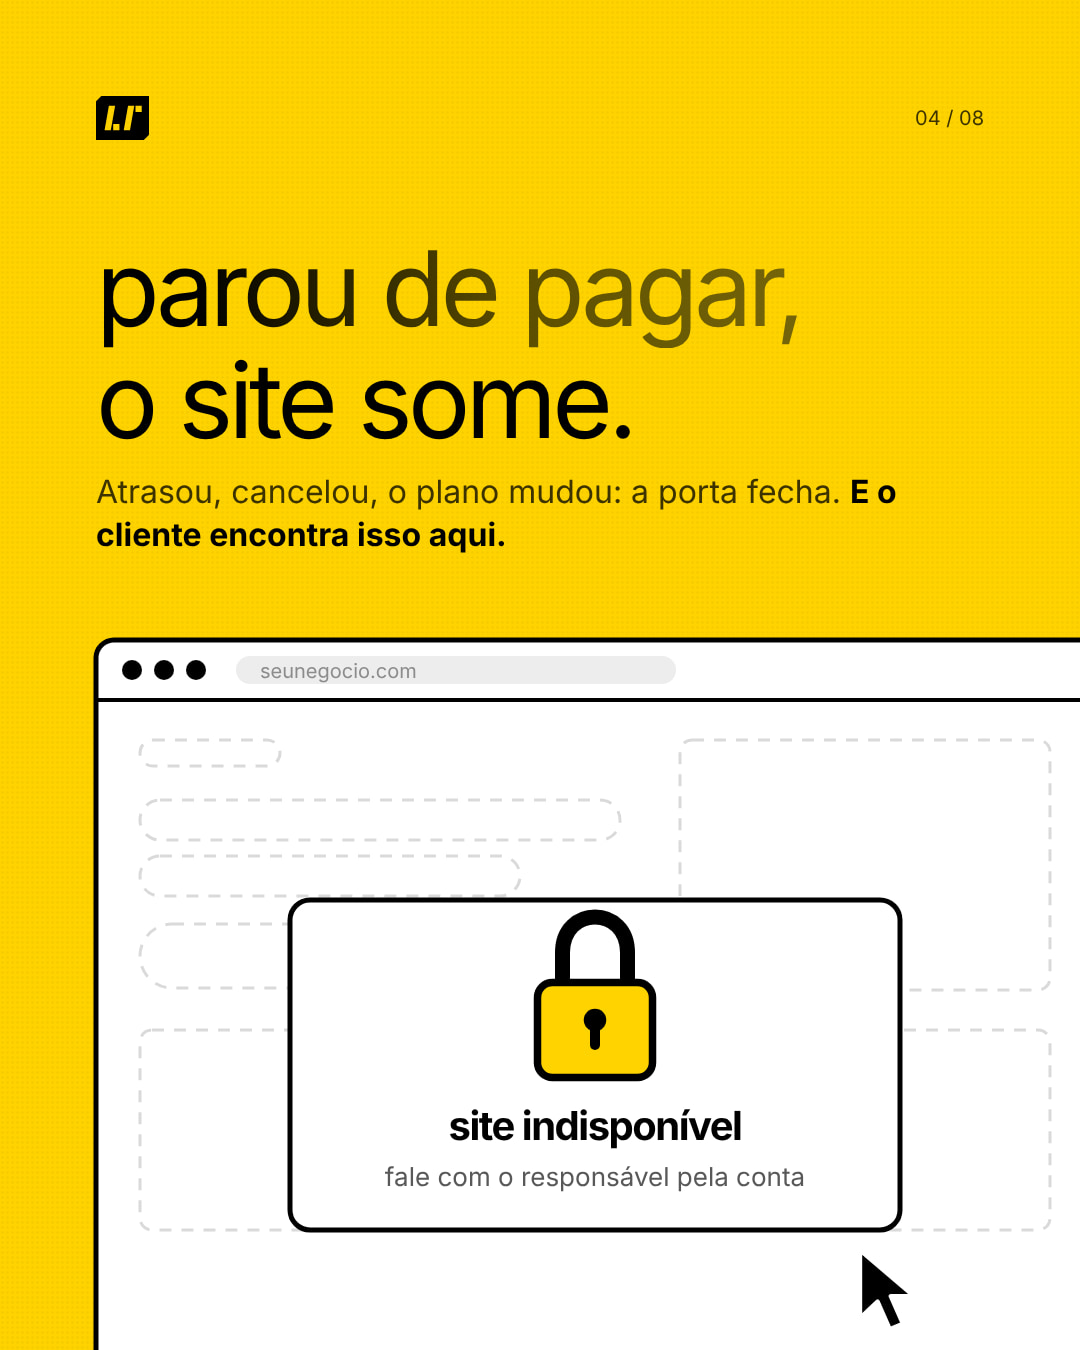 04 / 08
parou de pagar,
o site some.
Atrasou, cancelou, o plano mudou: a porta fecha. E o
cliente encontra isso aqui.
seunegocio.com
site indisponível
fale com o responsável pela conta